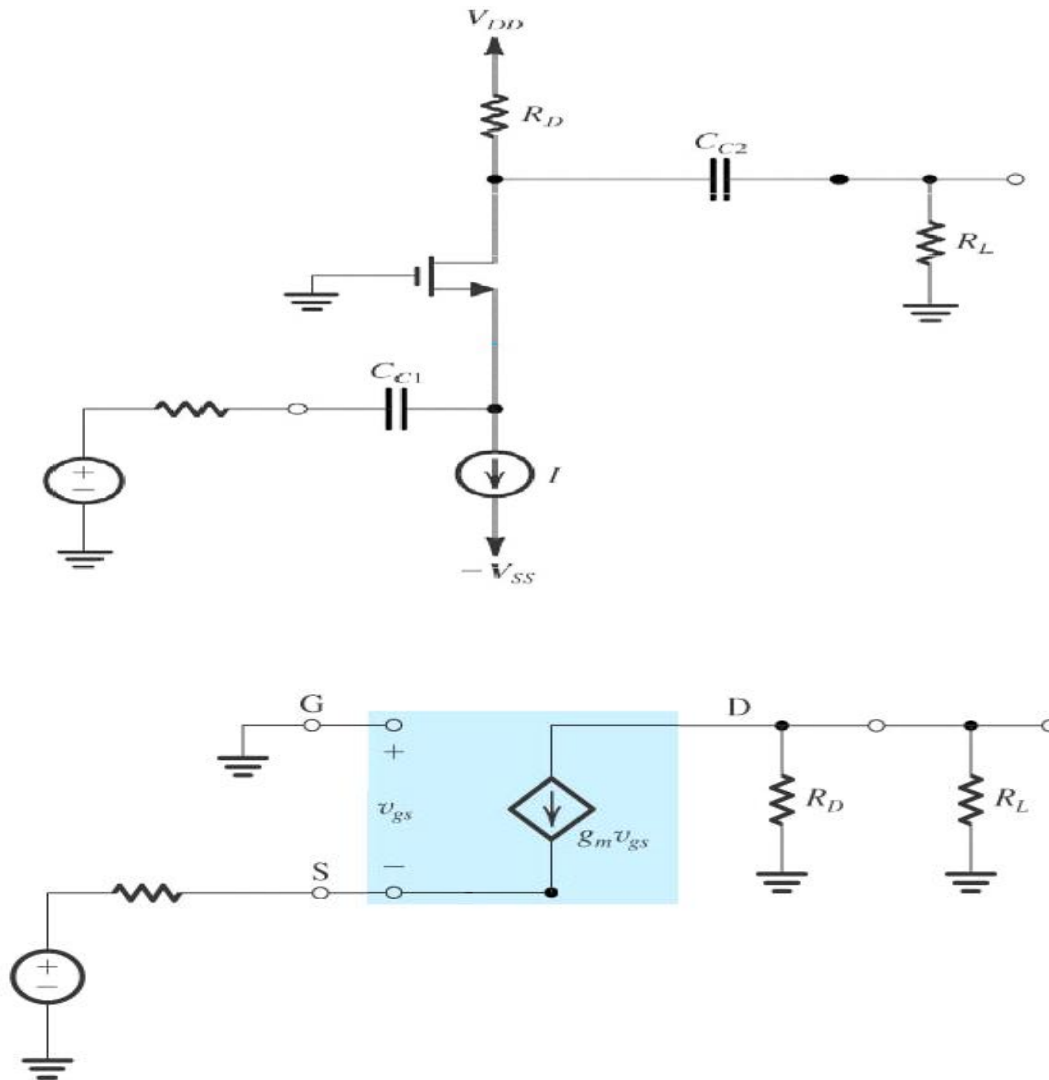 V_DD
R_D
C_C2
R_L
C_C1
+
−
I
−V_SS
G
D
+
v_gs
g_m v_gs
R_D
R_L
−
S
+
−